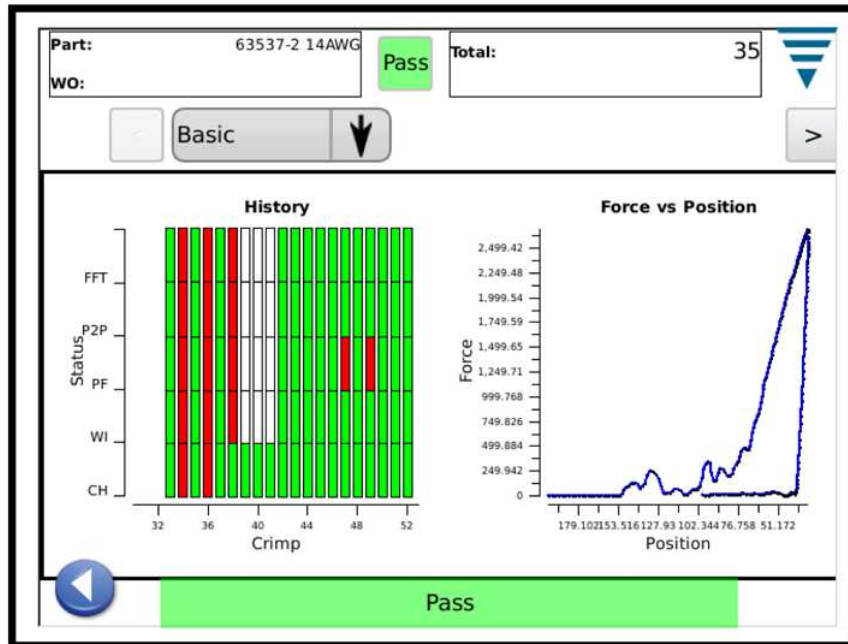 Part: 63537-2 14AWG
WO:
Pass
Total: 35
<
Basic
>
History
Status
FFT
P2P
PF
WI
CH
32 36 40 44 48 52
Crimp
Force vs Position
Force
2,499.42
2,249.48
1,999.54
1,749.59
1,499.65
1,249.71
999.768
749.826
499.884
249.942
0
179.102 153.516 127.93 102.344 76.758 51.172
Position
Pass